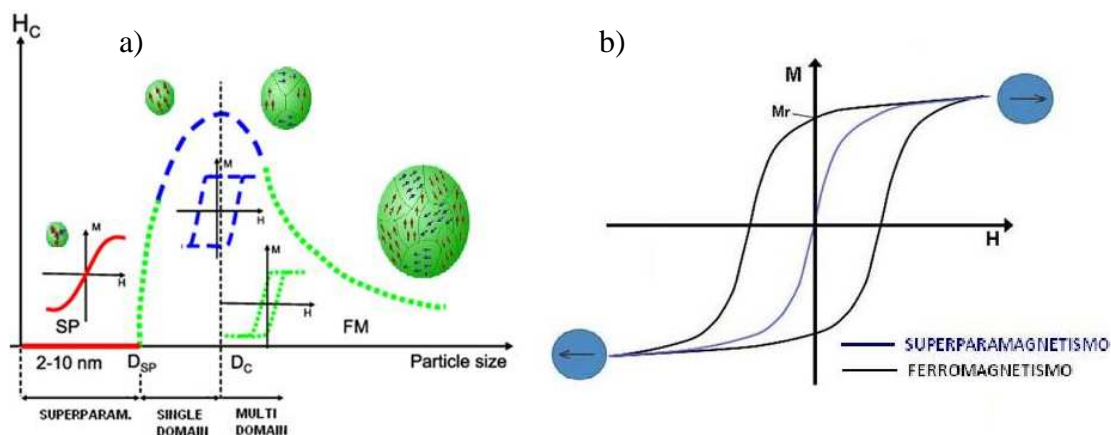 a)
H_C
M
H
M
H
M
H
SP
FM
2-10 nm
D_SP
D_C
Particle size
SUPERPARAM.
SINGLE
DOMAIN
MULTI
DOMAIN
b)
M
Mr
H
SUPERPARAMAGNETISMO
FERROMAGNETISMO